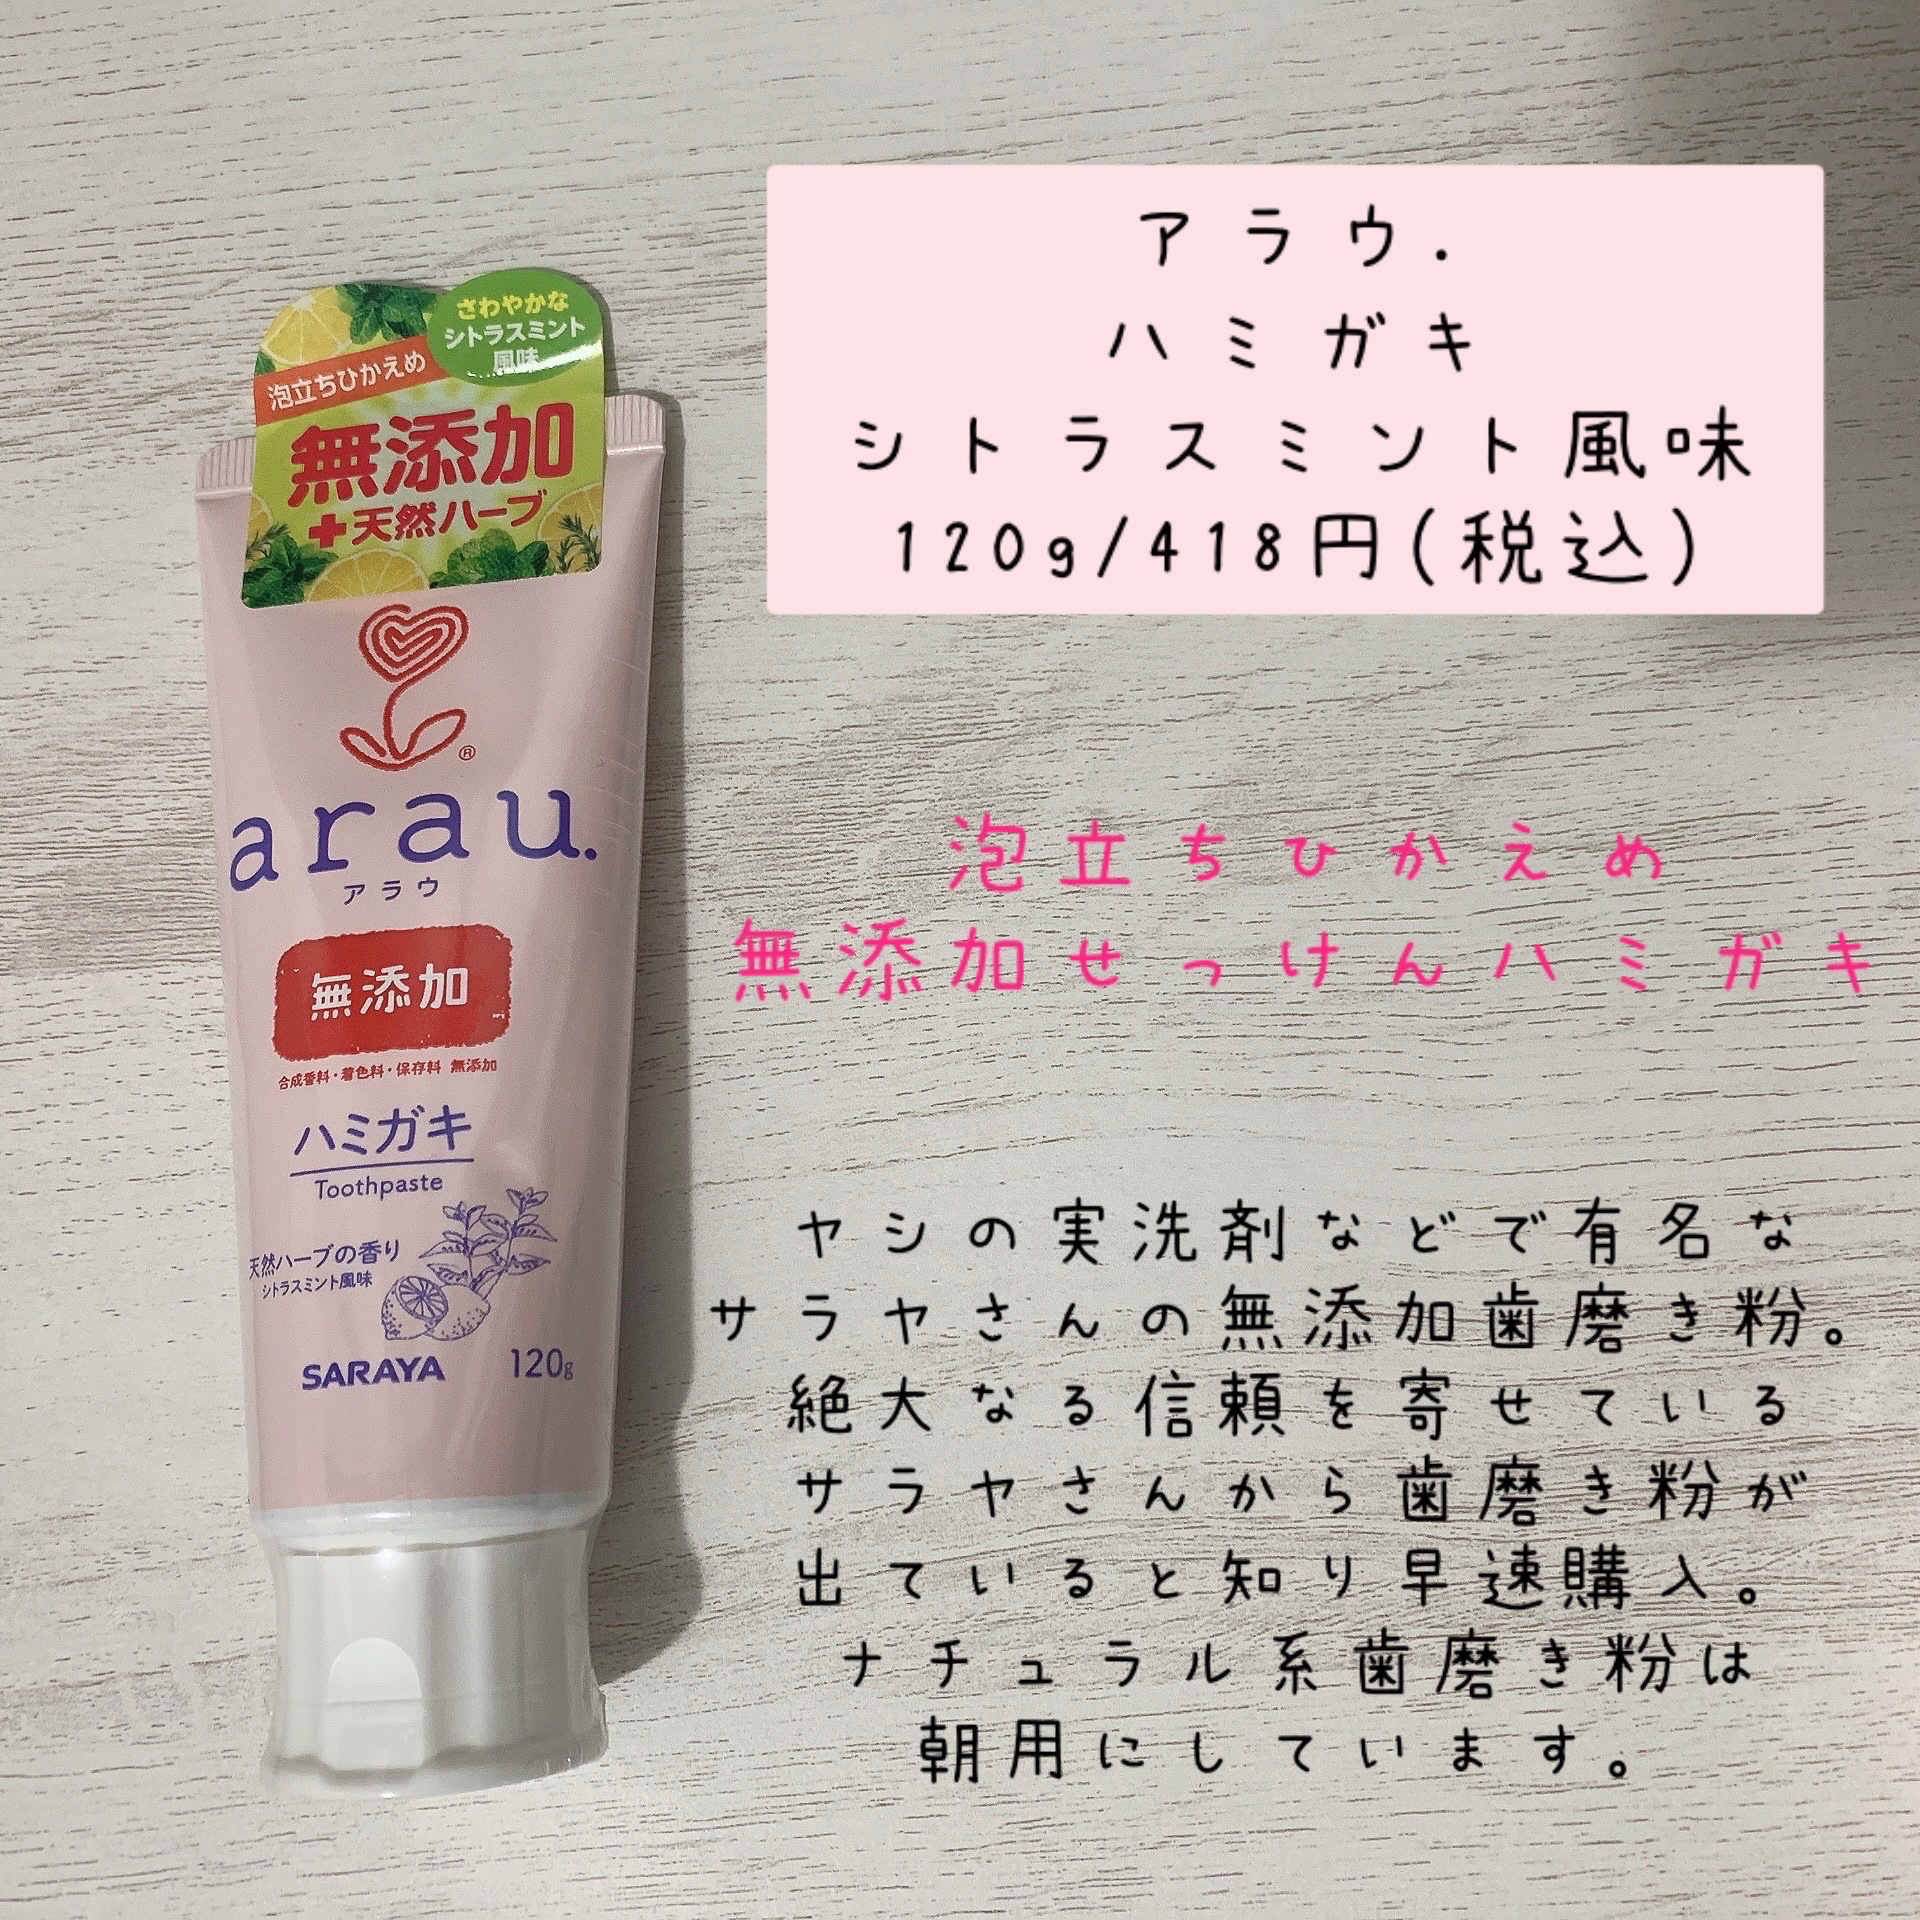 さわやかな
シトラスミント
風味
泡立ちひかえめ
無添加
+天然ハーブ
®
arau.
アラウ
無添加
合成香料・着色料・保存料 無添加
ハミガキ
Toothpaste
天然ハーブの香り
シトラスミント風味
SARAYA 120g
アラウ.
ハミガキ
シトラスミント風味
120g/418円(税込)
泡立ちひかえめ
無添加せっけんハミガキ
ヤシの実洗剤などで有名な
サラヤさんの無添加歯磨き粉。
絶大なる信頼を寄せている
サラヤさんから歯磨き粉が
出ていると知り早速購入。
ナチュラル系歯磨き粉は
朝用にしています。